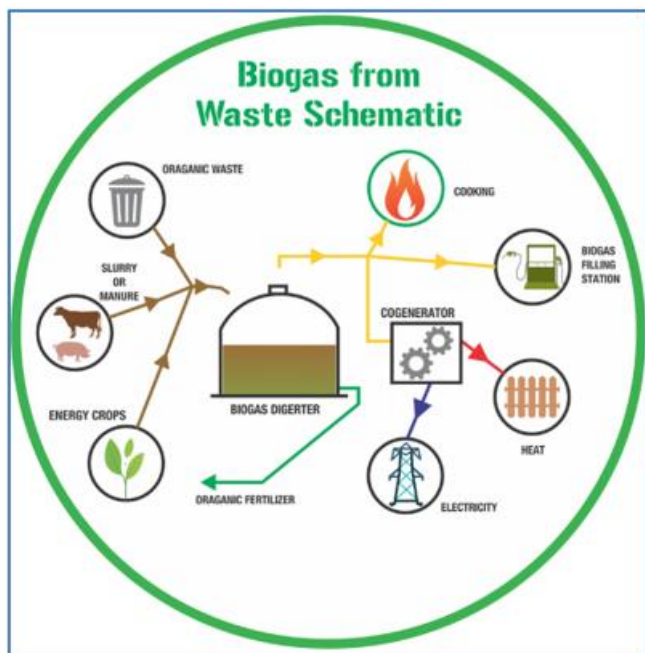 Biogas from
Waste Schematic
ORAGANIC WASTE
SLURRY
OR
MANURE
ENERGY CROPS
BIOGAS DIGERTER
ORAGANIC FERTILIZER
COOKING
BIOGAS
FILLING
STATION
COGENERATOR
HEAT
ELECTRICITY